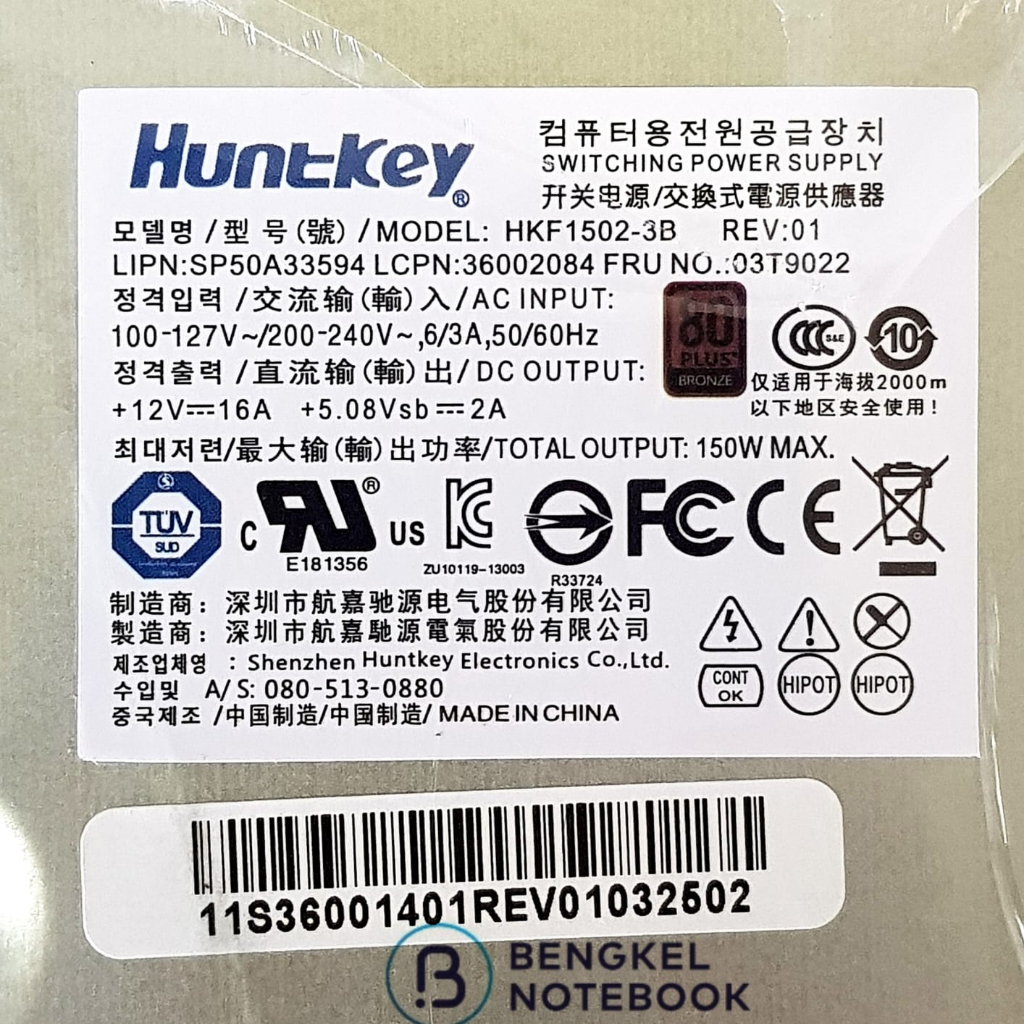 Huntkey®
컴퓨터용전원공급장치
SWITCHING POWER SUPPLY
开关电源/交換式電源供應器
모델명 /型 号(號) /MODEL: HKF1502-3B REV:01
LIPN:SP50A33594 LCPN:36002084 FRU NO.:03T9022
정격입력 /交流输(輸)入/AC INPUT:
100-127V~/200-240V~,6/3A,50/60Hz
정격출력 /直流输(輸)出/DC OUTPUT:
+12V⎓16A +5.08Vsb⎓2A
80
PLUS®
BRONZE
S&E
10
仅适用于海拔2000m
以下地区安全使用!
최대저련/最大输(輸)出功率/TOTAL OUTPUT: 150W MAX.
TÜV
SUD
C RU® US
E181356
KC
ZU10119-13003
R33724
FC CE
制造商: 深圳市航嘉驰源电气股份有限公司
製造商: 深圳市航嘉馳源電氣股份有限公司
제조업체영 : Shenzhen Huntkey Electronics Co.,Ltd.
수입및 A/S: 080-513-0880
중국제조 /中国制造/中國制造/ MADE IN CHINA
CONT
OK
HIPOT
HIPOT
11S36001401REV01032502
B
BENGKEL
NOTEBOOK